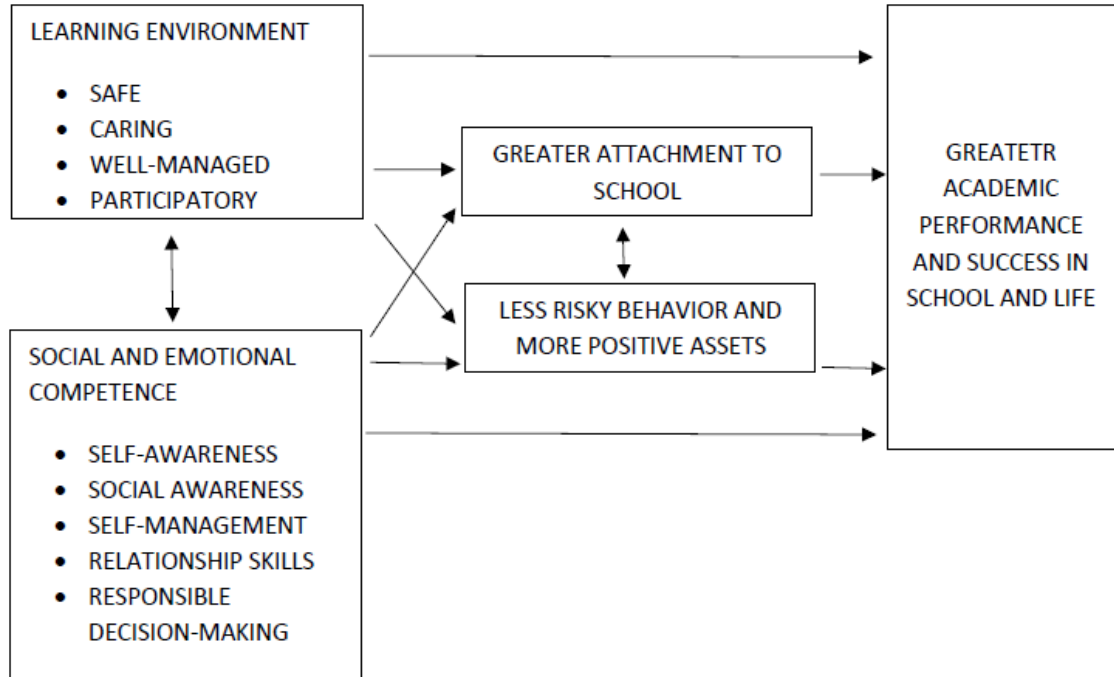 LEARNING ENVIRONMENT
• SAFE
• CARING
• WELL-MANAGED
• PARTICIPATORY
SOCIAL AND EMOTIONAL
COMPETENCE
• SELF-AWARENESS
• SOCIAL AWARENESS
• SELF-MANAGEMENT
• RELATIONSHIP SKILLS
• RESPONSIBLE
DECISION-MAKING
GREATER ATTACHMENT TO
SCHOOL
LESS RISKY BEHAVIOR AND
MORE POSITIVE ASSETS
GREATETR
ACADEMIC
PERFORMANCE
AND SUCCESS IN
SCHOOL AND LIFE